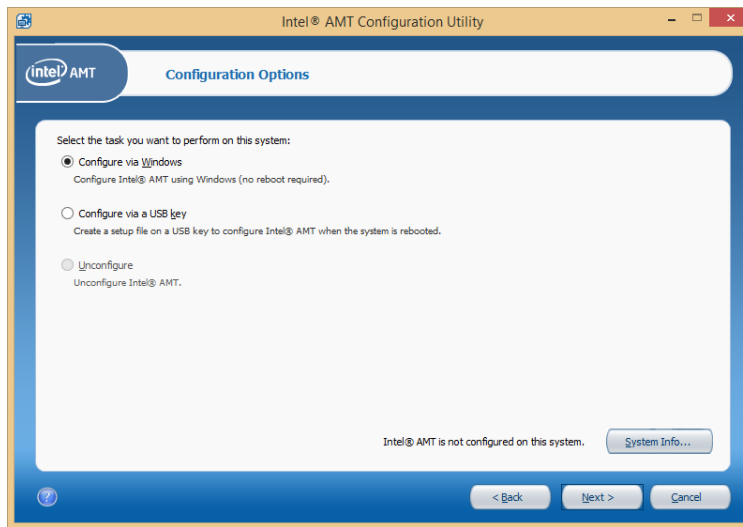 Intel® AMT Configuration Utility
intel AMT
Configuration Options
Select the task you want to perform on this system:
Configure via Windows
Configure Intel® AMT using Windows (no reboot required).
Configure via a USB key
Create a setup file on a USB key to configure Intel® AMT when the system is rebooted.
Unconfigure
Unconfigure Intel® AMT.
Intel® AMT is not configured on this system.
System Info...
?
< Back
Next >
Cancel